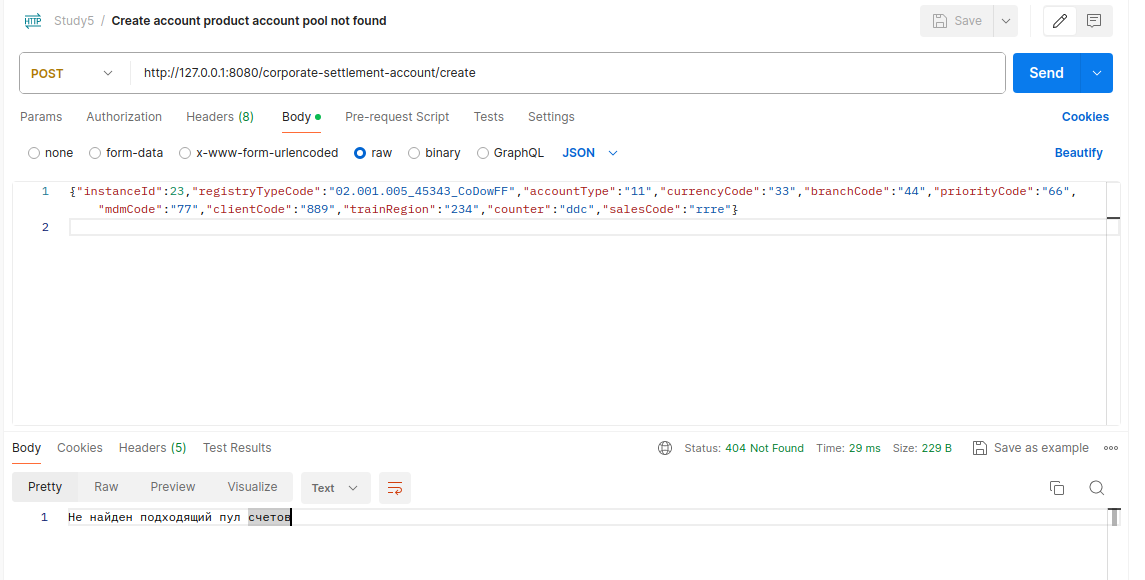 HTTP Study5 / Create account product account pool not found Save
POST http://127.0.0.1:8080/corporate-settlement-account/create Send
Params Authorization Headers (8) Body Pre-request Script Tests Settings Cookies
none form-data x-www-form-urlencoded raw binary GraphQL JSON Beautify
1 {"instanceId":23,"registryTypeCode":"02.001.005_45343_CoDowFF","accountType":"11","currencyCode":"33","branchCode":"44","priorityCode":"66",
"mdmCode":"77","clientCode":"889","trainRegion":"234","counter":"ddc","salesCode":"rrre"}
2
Body Cookies Headers (5) Test Results Status: 404 Not Found Time: 29 ms Size: 229 B Save as example
Pretty Raw Preview Visualize Text
1 Не найден подходящий пул счетов